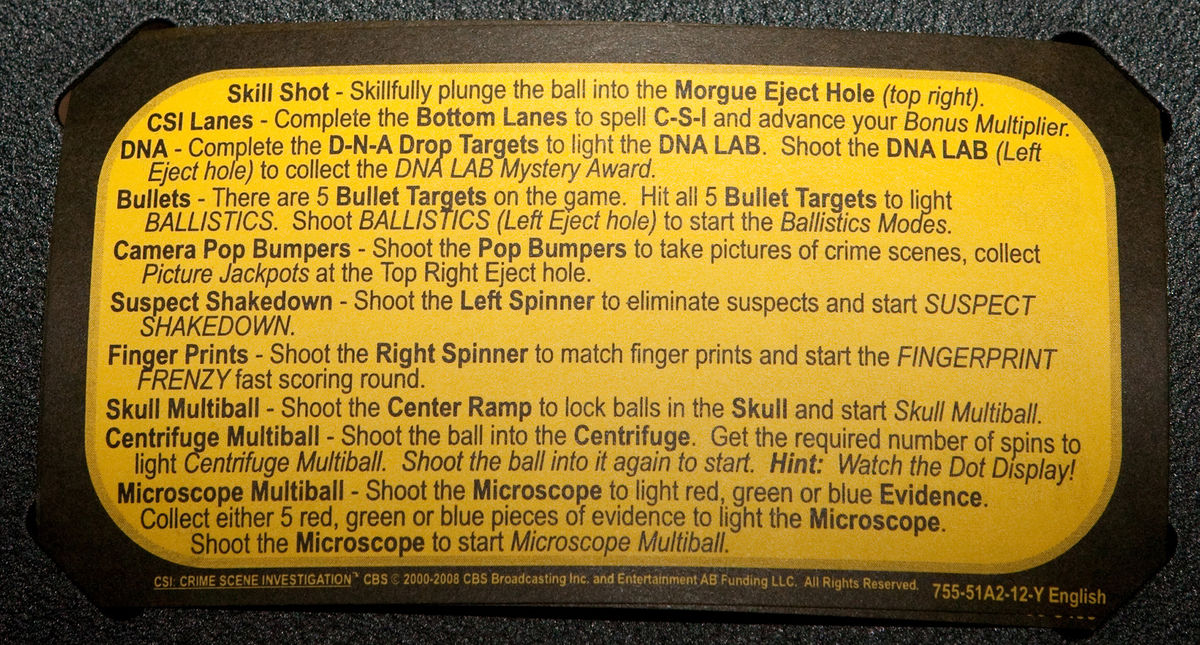 Skill Shot - Skillfully plunge the ball into the Morgue Eject Hole (top right).
CSI Lanes - Complete the Bottom Lanes to spell C-S-I and advance your Bonus Multiplier.
DNA - Complete the D-N-A Drop Targets to light the DNA LAB. Shoot the DNA LAB (Left
Eject hole) to collect the DNA LAB Mystery Award.
Bullets - There are 5 Bullet Targets on the game. Hit all 5 Bullet Targets to light
BALLISTICS. Shoot BALLISTICS (Left Eject hole) to start the Ballistics Modes.
Camera Pop Bumpers - Shoot the Pop Bumpers to take pictures of crime scenes, collect
Picture Jackpots at the Top Right Eject hole.
Suspect Shakedown - Shoot the Left Spinner to eliminate suspects and start SUSPECT
SHAKEDOWN.
Finger Prints - Shoot the Right Spinner to match finger prints and start the FINGERPRINT
FRENZY fast scoring round.
Skull Multiball - Shoot the Center Ramp to lock balls in the Skull and start Skull Multiball.
Centrifuge Multiball - Shoot the ball into the Centrifuge. Get the required number of spins to
light Centrifuge Multiball. Shoot the ball into it again to start. Hint: Watch the Dot Display!
Microscope Multiball - Shoot the Microscope to light red, green or blue Evidence.
Collect either 5 red, green or blue pieces of evidence to light the Microscope.
Shoot the Microscope to start Microscope Multiball.
CSI: CRIME SCENE INVESTIGATION™ CBS © 2000-2008 CBS Broadcasting Inc. and Entertainment AB Funding LLC. All Rights Reserved. 755-51A2-12-Y English